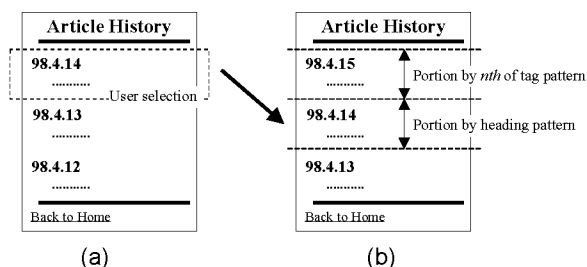 Article History
98.4.14
...........
User selection
98.4.13
...........
98.4.12
...........
Back to Home
(a)
Article History
98.4.15
...........
Portion by nth of tag pattern
98.4.14
...........
Portion by heading pattern
98.4.13
...........
Back to Home
(b)